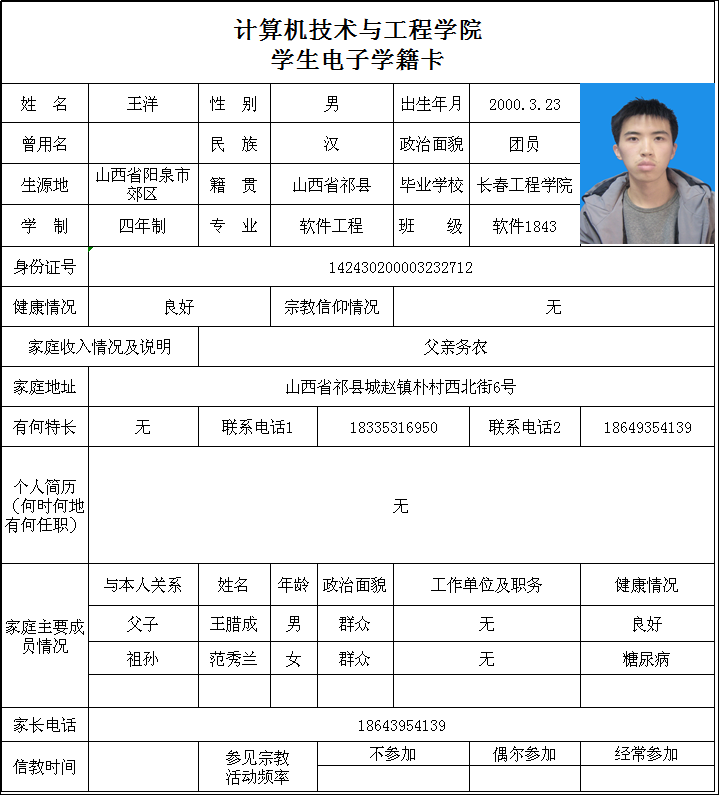 计算机技术与工程学院
学生电子学籍卡
姓 名 王洋 性 别 男 出生年月 2000.3.23
曾用名 民 族 汉 政治面貌 团员
生源地 山西省阳泉市郊区 籍 贯 山西省祁县 毕业学校 长春工程学院
学 制 四年制 专 业 软件工程 班 级 软件1843
身份证号 142430200003232712
健康情况 良好 宗教信仰情况 无
家庭收入情况及说明 父亲务农
家庭地址 山西省祁县城赵镇朴村西北街6号
有何特长 无 联系电话1 18335316950 联系电话2 18649354139
个人简历
（何时何地
有何任职） 无
家庭主要成员情况
与本人关系 姓名 年龄 政治面貌 工作单位及职务 健康情况
父子 王腊成 男 群众 无 良好
祖孙 范秀兰 女 群众 无 糖尿病
家长电话 18643954139
信教时间 参见宗教活动频率 不参加 偶尔参加 经常参加